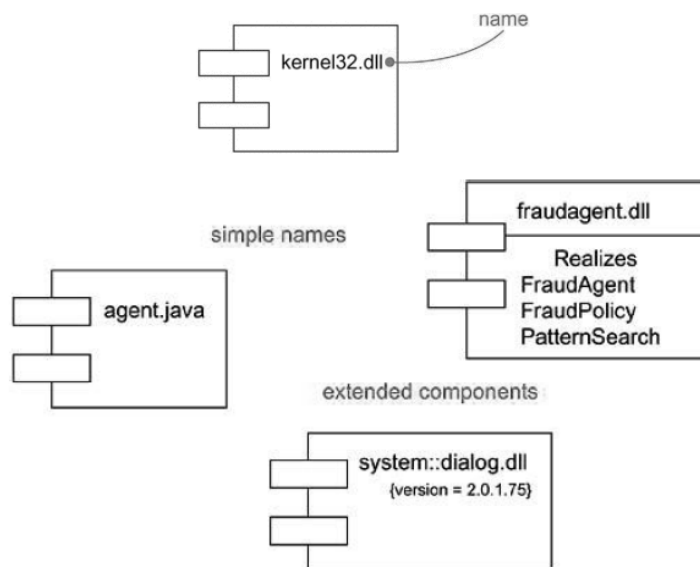 name
kernel32.dll
fraudagent.dll
simple names
Realizes
FraudAgent
FraudPolicy
PatternSearch
agent.java
extended components
system::dialog.dll
{version = 2.0.1.75}